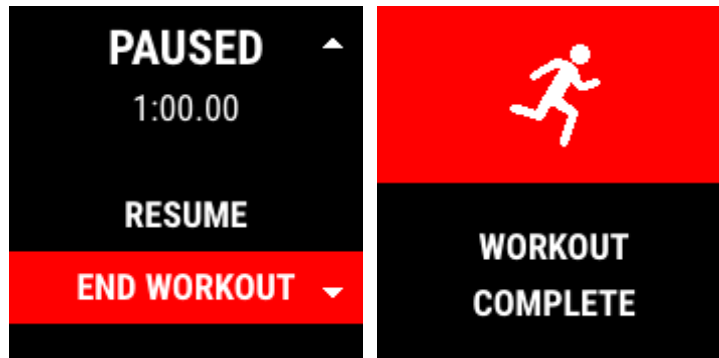 PAUSED
1:00.00
RESUME
END WORKOUT
WORKOUT
COMPLETE